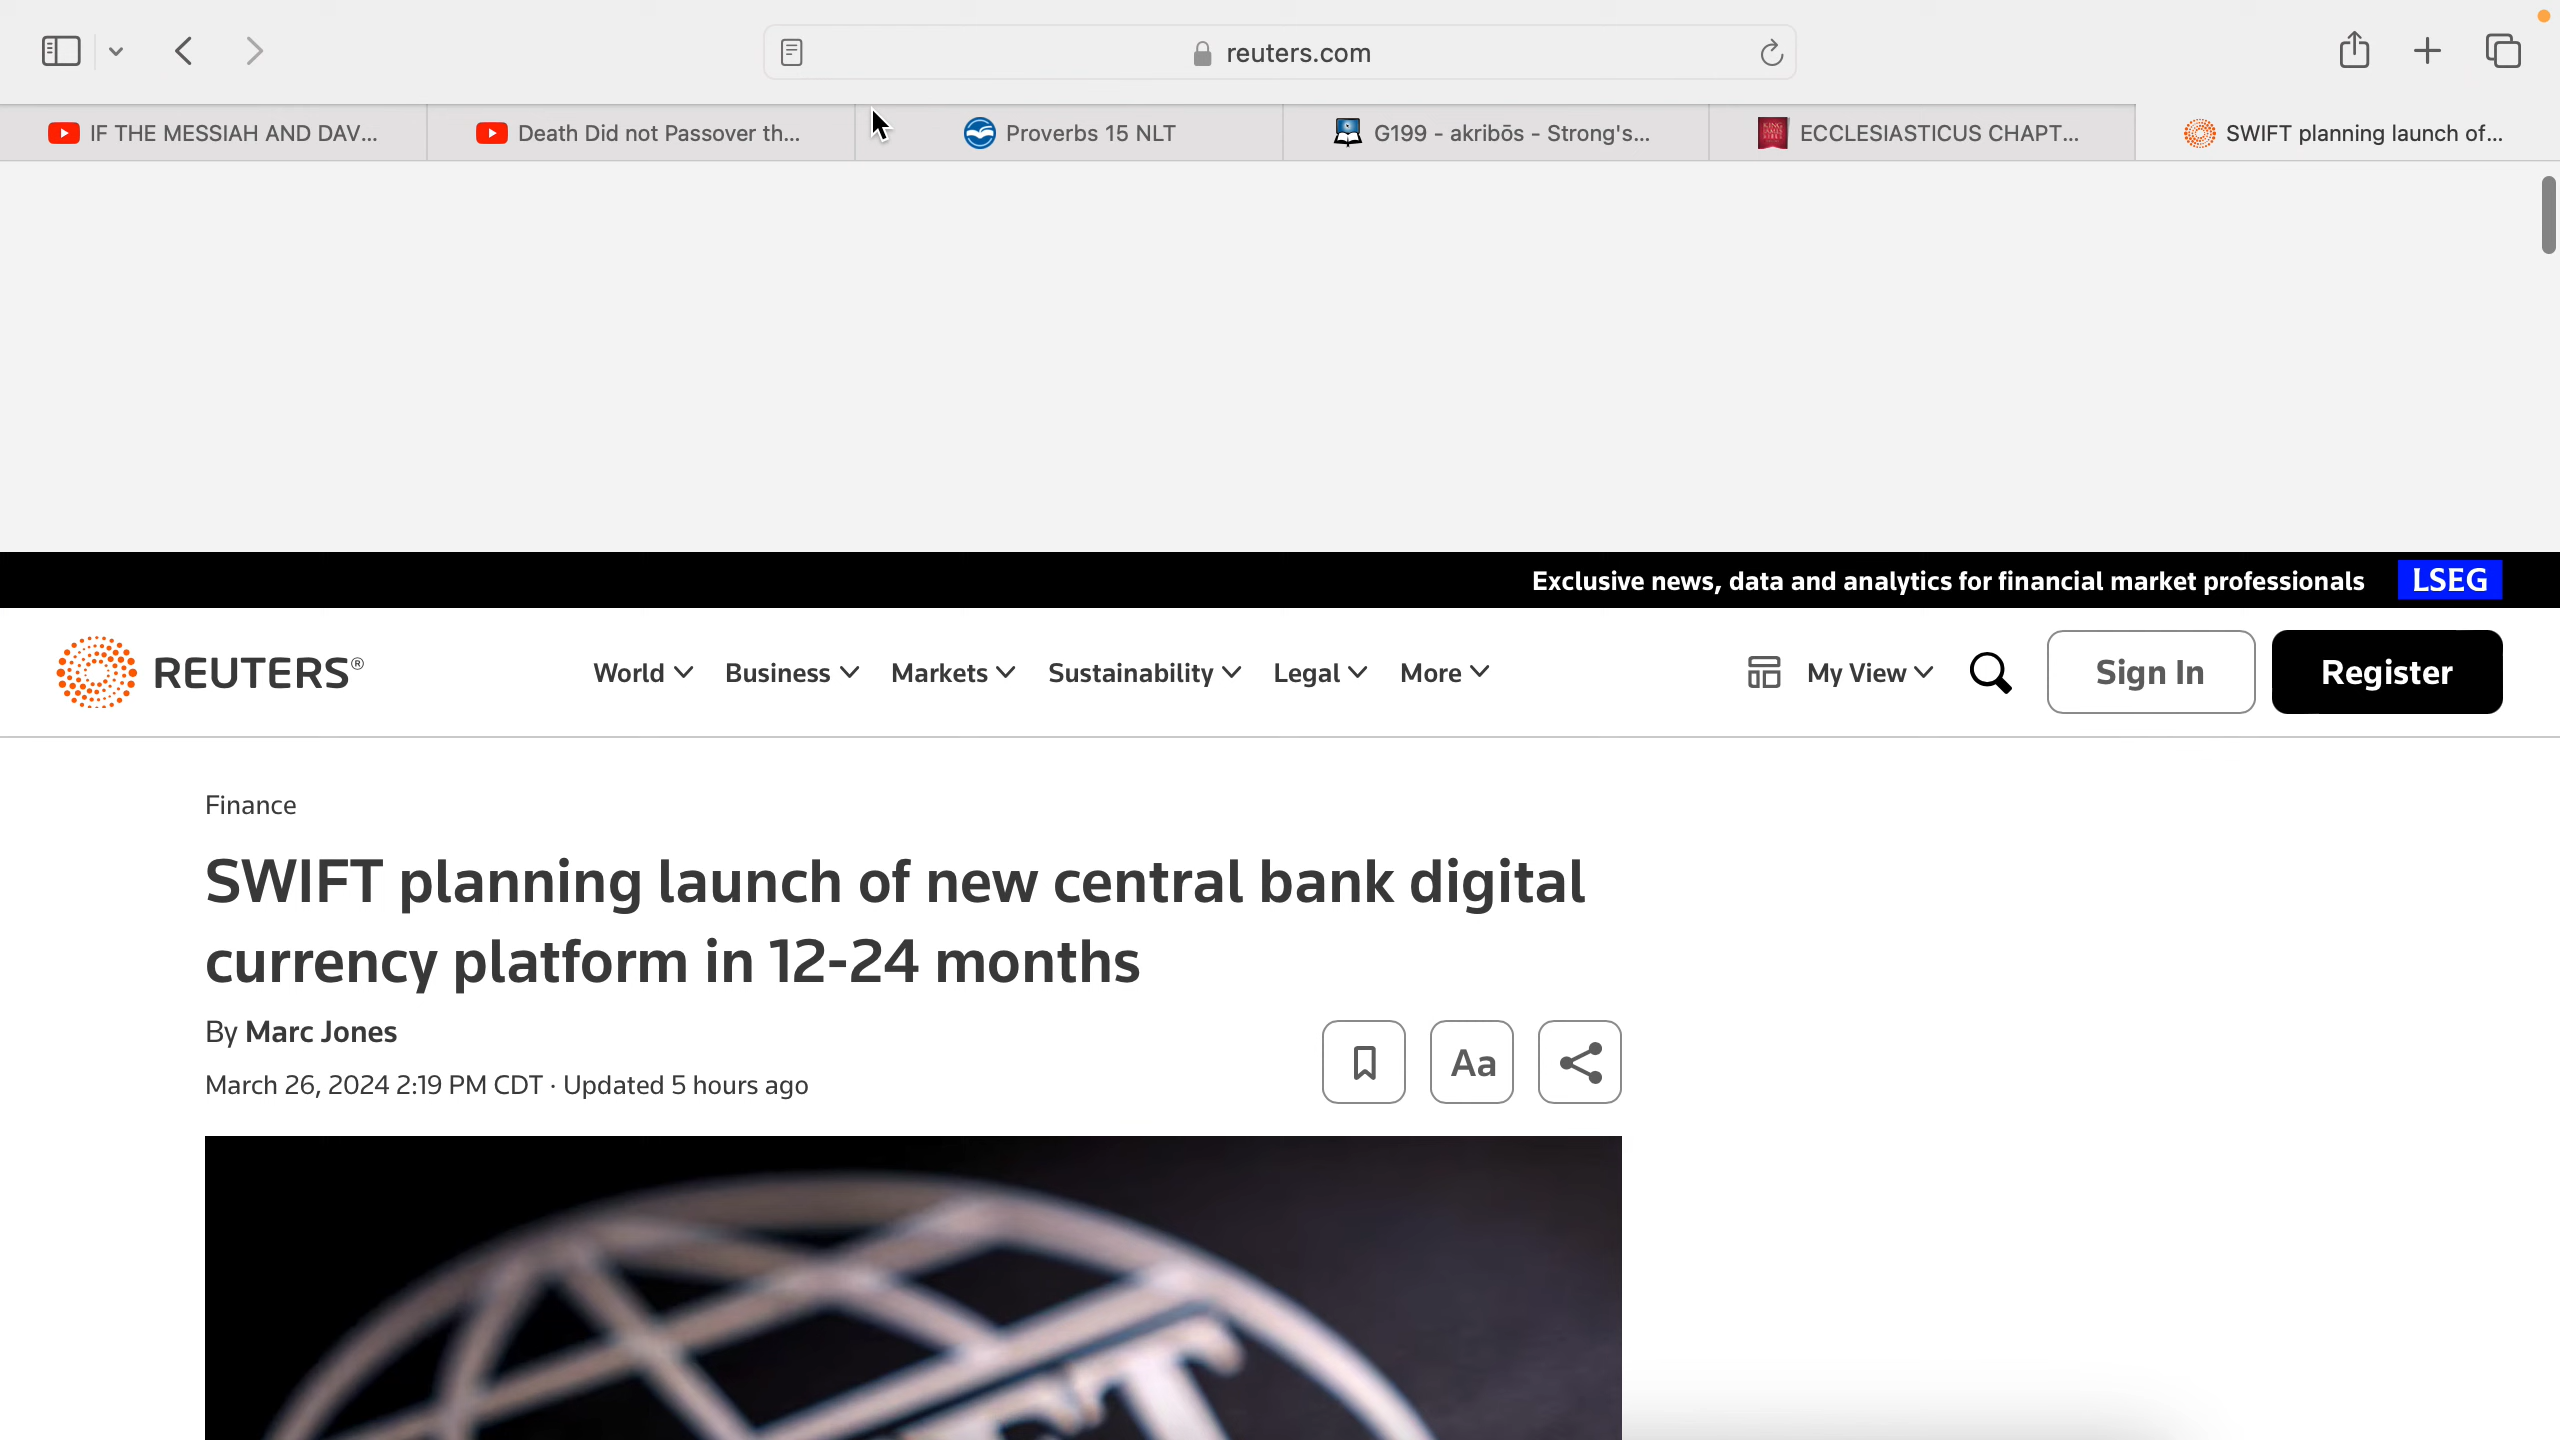 reuters.com
IF THE MESSIAH AND DAV...
Death Did not Passover th...
Proverbs 15 NLT
G199 - akribōs - Strong's...
ECCLESIASTICUS CHAPT...
SWIFT planning launch of...
Exclusive news, data and analytics for financial market professionals LSEG
REUTERS®
World
Business
Markets
Sustainability
Legal
More
My View
Sign In
Register
Finance
SWIFT planning launch of new central bank digital
currency platform in 12-24 months
By Marc Jones
March 26, 2024 2:19 PM CDT · Updated 5 hours ago
Aa